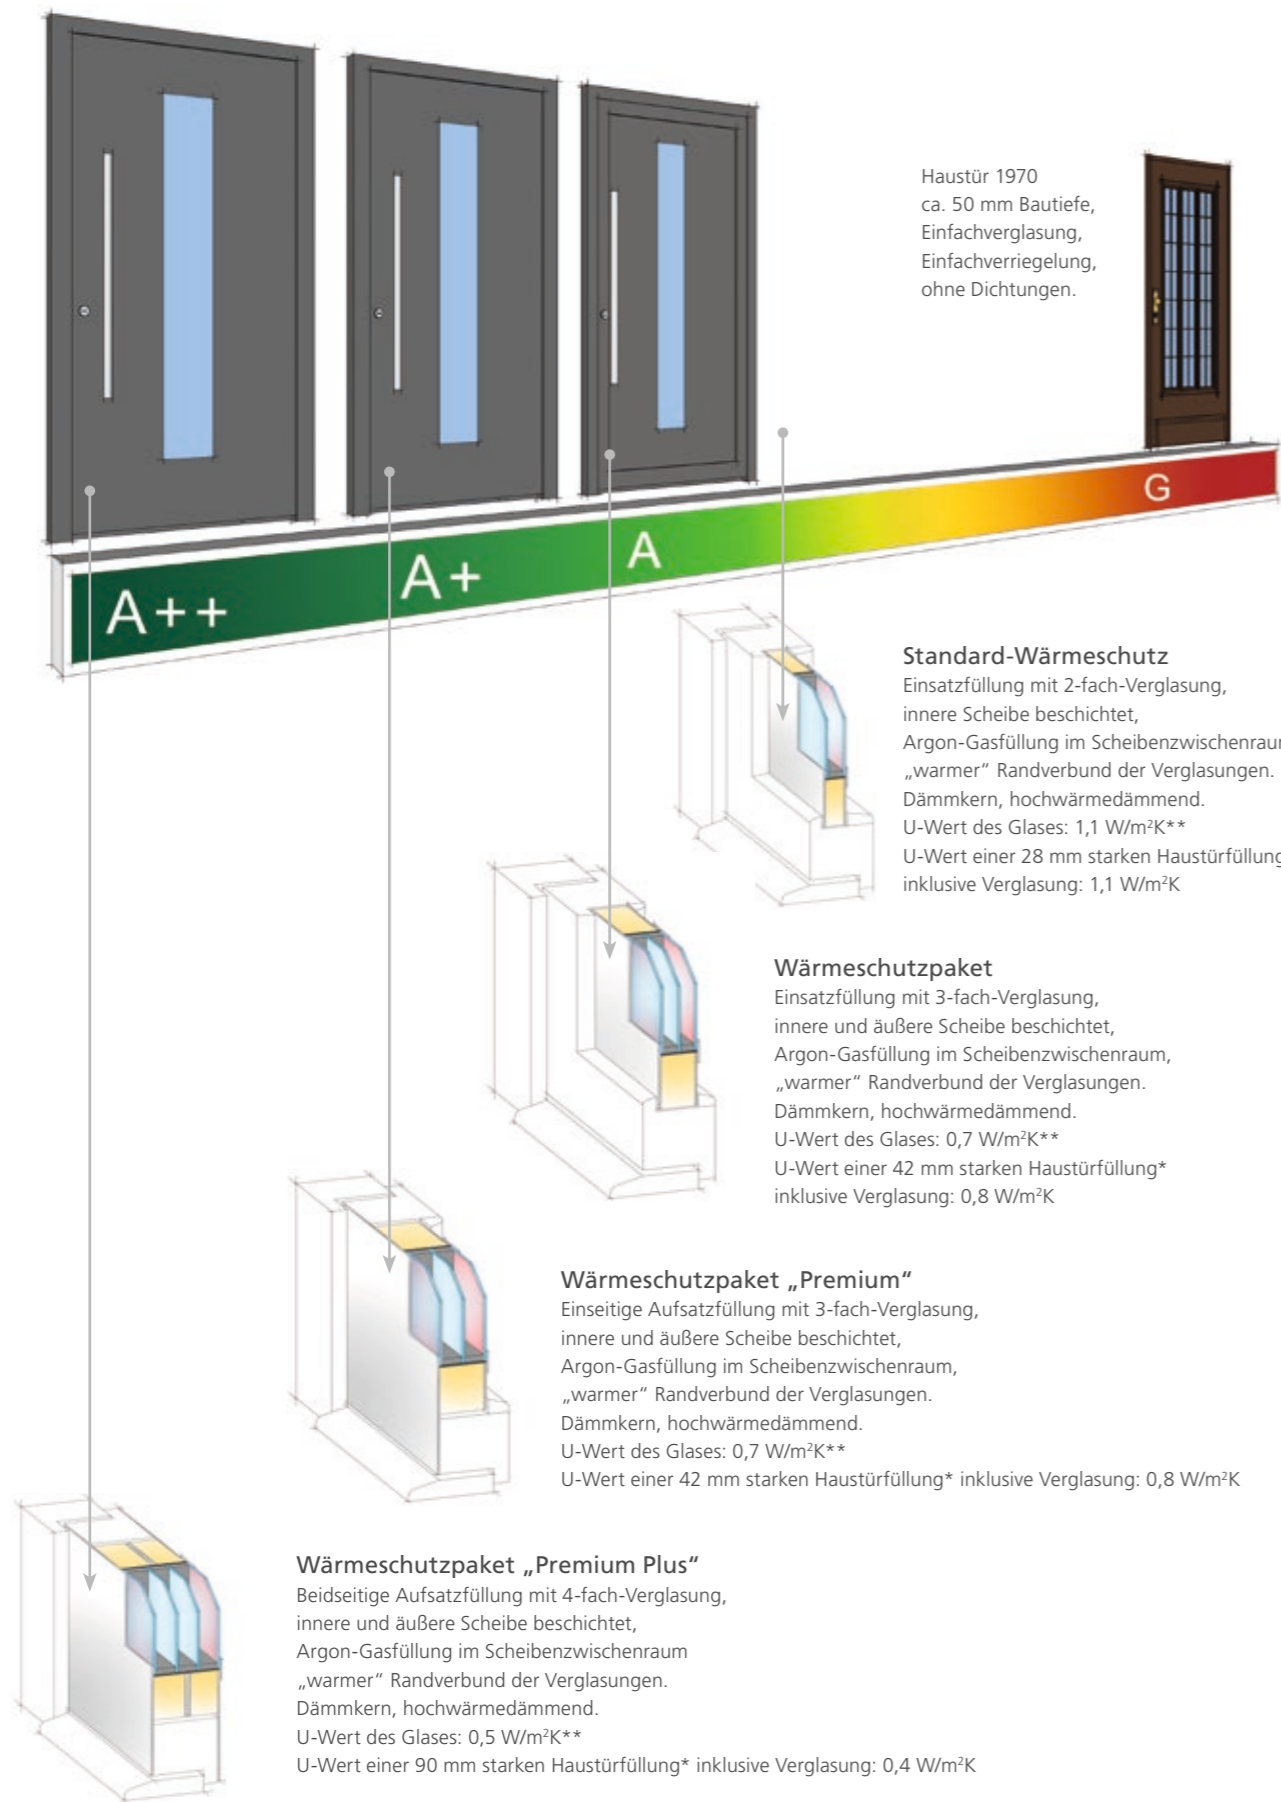 Haustür 1970
ca. 50 mm Bautiefe,
Einfachverglasung,
Einfachverriegelung,
ohne Dichtungen.
A++
A+
A
G
Standard-Wärmeschutz
Einsatzfüllung mit 2-fach-Verglasung,
innere Scheibe beschichtet,
Argon-Gasfüllung im Scheibenzwischenraum
„warmer“ Randverbund der Verglasungen.
Dämmkern, hochwärmedämmend.
U-Wert des Glases: 1,1 W/m²K**
U-Wert einer 28 mm starken Haustürfüllung
inklusive Verglasung: 1,1 W/m²K
Wärmeschutzpaket
Einsatzfüllung mit 3-fach-Verglasung,
innere und äußere Scheibe beschichtet,
Argon-Gasfüllung im Scheibenzwischenraum,
„warmer“ Randverbund der Verglasungen.
Dämmkern, hochwärmedämmend.
U-Wert des Glases: 0,7 W/m²K**
U-Wert einer 42 mm starken Haustürfüllung*
inklusive Verglasung: 0,8 W/m²K
Wärmeschutzpaket „Premium“
Einseitige Aufsatzfüllung mit 3-fach-Verglasung,
innere und äußere Scheibe beschichtet,
Argon-Gasfüllung im Scheibenzwischenraum,
„warmer“ Randverbund der Verglasungen.
Dämmkern, hochwärmedämmend.
U-Wert des Glases: 0,7 W/m²K**
U-Wert einer 42 mm starken Haustürfüllung* inklusive Verglasung: 0,8 W/m²K
Wärmeschutzpaket „Premium Plus“
Beidseitige Aufsatzfüllung mit 4-fach-Verglasung,
innere und äußere Scheibe beschichtet,
Argon-Gasfüllung im Scheibenzwischenraum
„warmer“ Randverbund der Verglasungen.
Dämmkern, hochwärmedämmend.
U-Wert des Glases: 0,5 W/m²K**
U-Wert einer 90 mm starken Haustürfüllung* inklusive Verglasung: 0,4 W/m²K